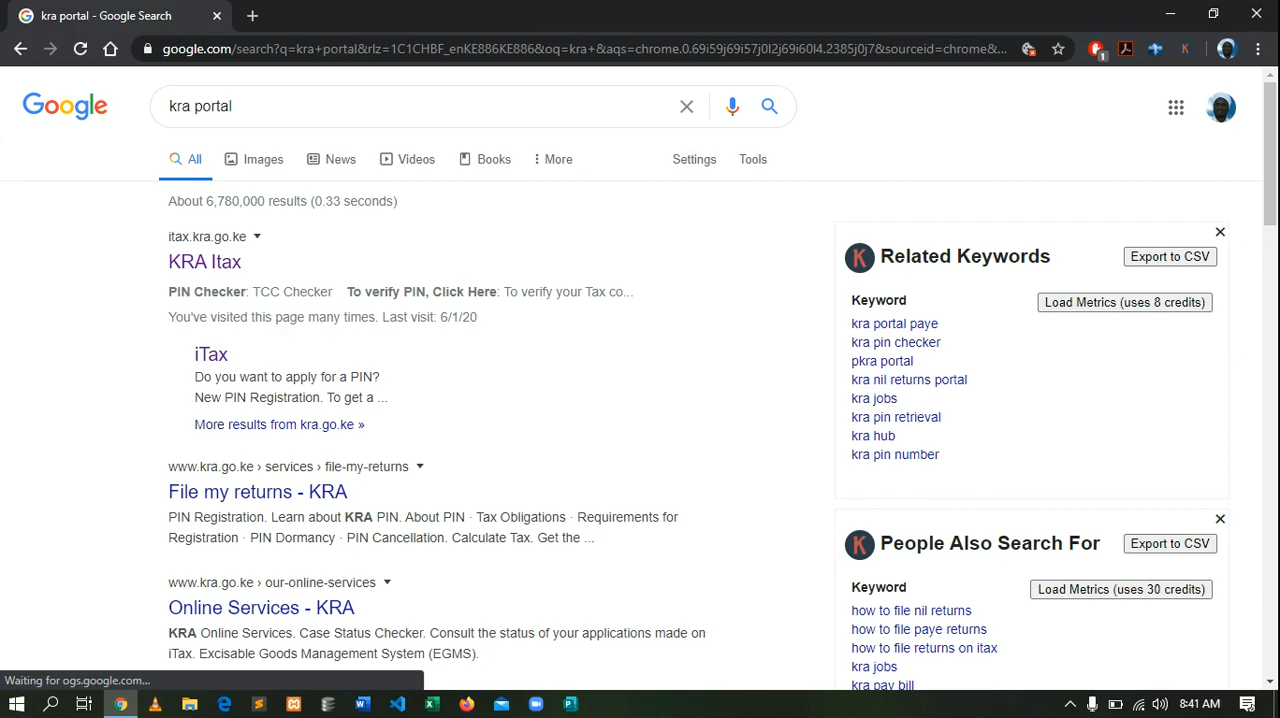 kra portal - Google Search
google.com/search?q=kra+portal&rlz=1C1CHBF_enKE886KE886&oq=kra+&aqs=chrome.0.69i59j69i57j0l2j69i60l4.2385j0j7&sourceid=chrome&...
1
K
Google
kra portal
All
Images
News
Videos
Books
More
Settings
Tools
About 6,780,000 results (0.33 seconds)
itax.kra.go.ke
KRA Itax
PIN Checker: TCC Checker To verify PIN, Click Here: To verify your Tax co...
You've visited this page many times. Last visit: 6/1/20
iTax
Do you want to apply for a PIN?
New PIN Registration. To get a ...
More results from kra.go.ke »
www.kra.go.ke › services › file-my-returns
File my returns - KRA
PIN Registration. Learn about KRA PIN. About PIN · Tax Obligations · Requirements for
Registration · PIN Dormancy · PIN Cancellation. Calculate Tax. Get the ...
www.kra.go.ke › our-online-services
Online Services - KRA
KRA Online Services. Case Status Checker. Consult the status of your applications made on
iTax. Excisable Goods Management System (EGMS).
K Related Keywords
Export to CSV
Keyword
Load Metrics (uses 8 credits)
kra portal paye
kra pin checker
pkra portal
kra nil returns portal
kra jobs
kra pin retrieval
kra hub
kra pin number
K People Also Search For
Export to CSV
Keyword
Load Metrics (uses 30 credits)
how to file nil returns
how to file paye returns
how to file returns on itax
kra jobs
kra pay bill
Waiting for ogs.google.com...
8:41 AM